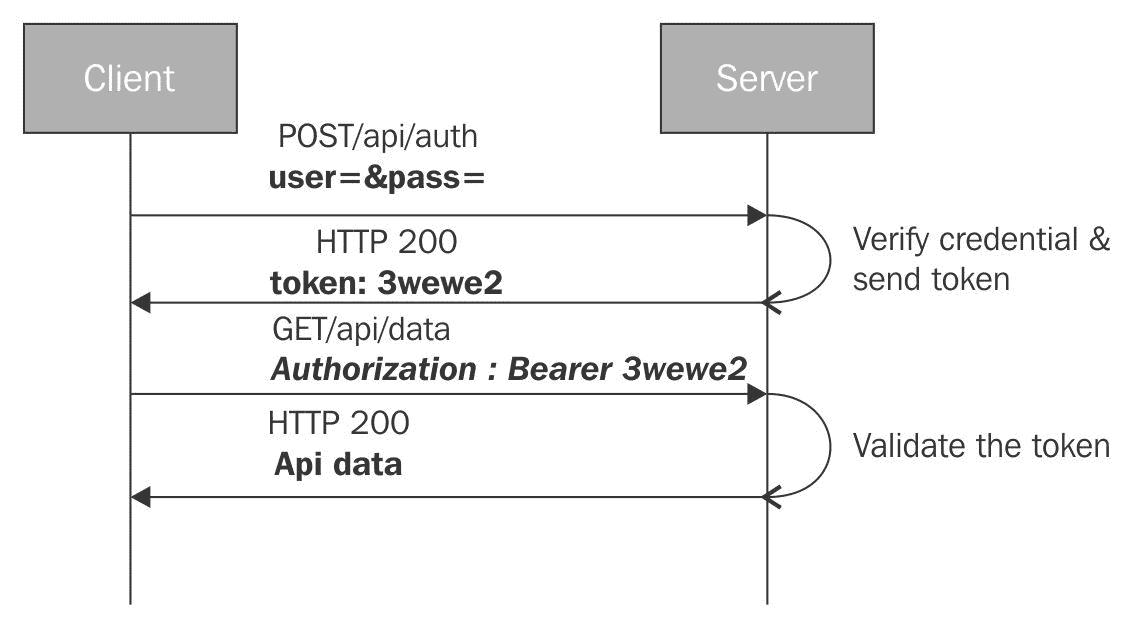 Client
Server
POST/api/auth
user=&pass=
HTTP 200
token: 3wewe2
Verify credential &
send token
GET/api/data
Authorization : Bearer 3wewe2
HTTP 200
Api data
Validate the token